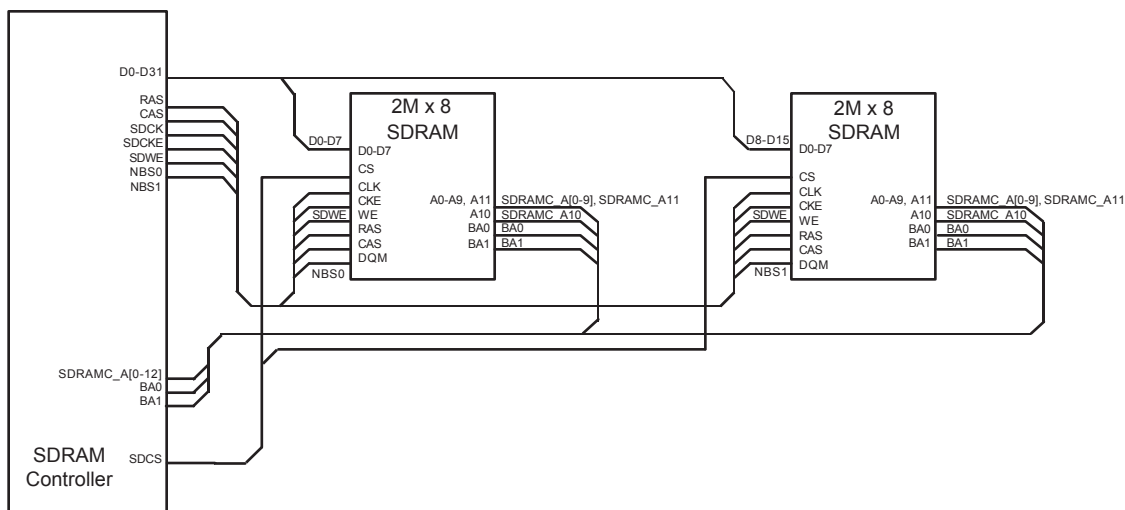 D0-D31
RAS
CAS
SDCK
SDCKE
SDWE
NBS0
NBS1
SDRAMC_A[0-12]
BA0
BA1
SDCS
SDRAM
Controller
2M x 8
SDRAM
D0-D7
D0-D7
CS
CLK
CKE
SDWE
WE
RAS
CAS
DQM
NBS0
A0-A9, A11
A10
BA0
BA1
SDRAMC_A[0-9], SDRAMC_A11
SDRAMC_A10
BA0
BA1
2M x 8
SDRAM
D8-D15
D0-D7
CS
CLK
CKE
SDWE
WE
RAS
CAS
DQM
NBS1
A0-A9, A11
A10
BA0
BA1
SDRAMC_A[0-9], SDRAMC_A11
SDRAMC_A10
BA0
BA1